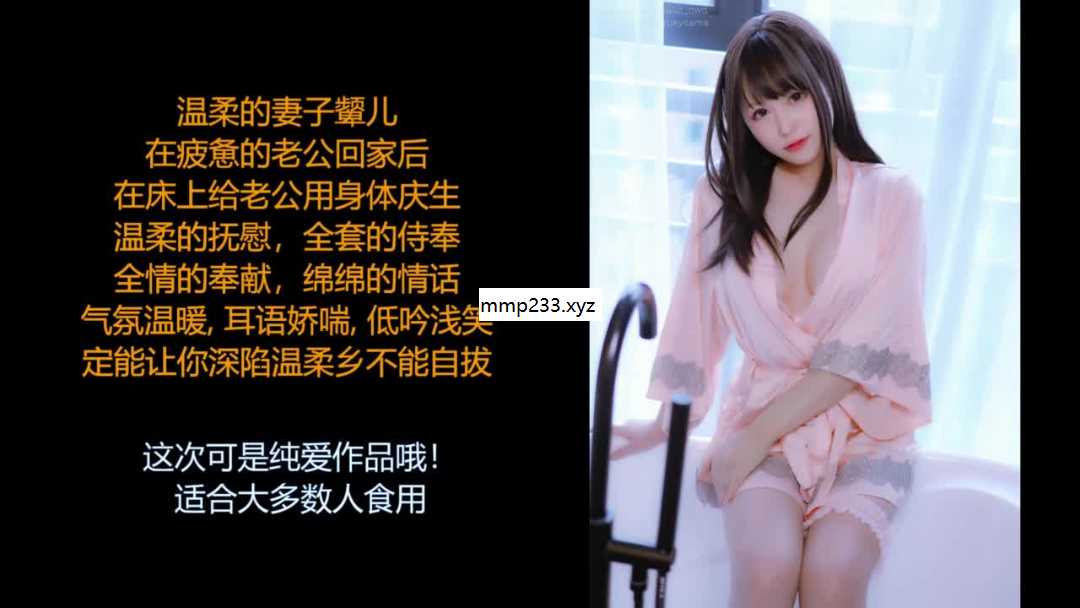 温柔的妻子颦儿
在疲惫的老公回家后
在床上给老公用身体庆生
温柔的抚慰，全套的侍奉
全情的奉献，绵绵的情话
气氛温暖, 耳语娇喘, 低吟浅笑
定能让你深陷温柔乡不能自拔
这次可是纯爱作品哦！
适合大多数人食用
mmp233.xyz